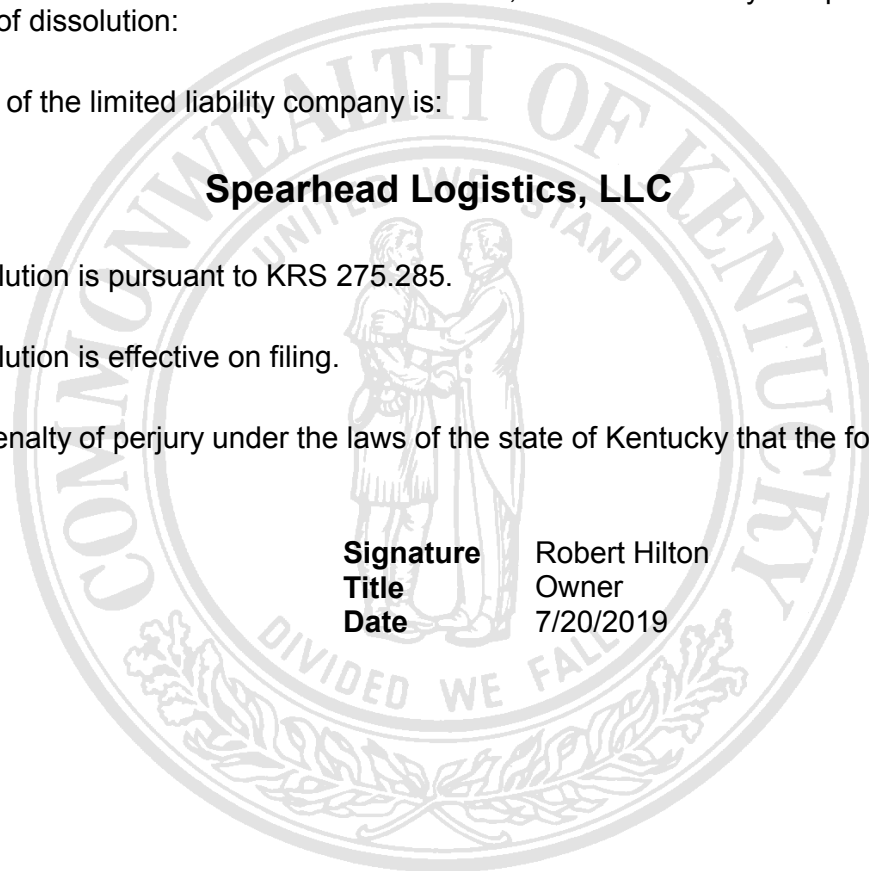 of dissolution:
of the limited liability company is:
Spearhead Logistics, LLC
lution is pursuant to KRS 275.285.
lution is effective on filing.
enalty of perjury under the laws of the state of Kentucky that the fo
Signature Robert Hilton
Title Owner
Date 7/20/2019
COMMONWEALTH OF KENTUCKY
UNITED WE STAND
DIVIDED WE FALL